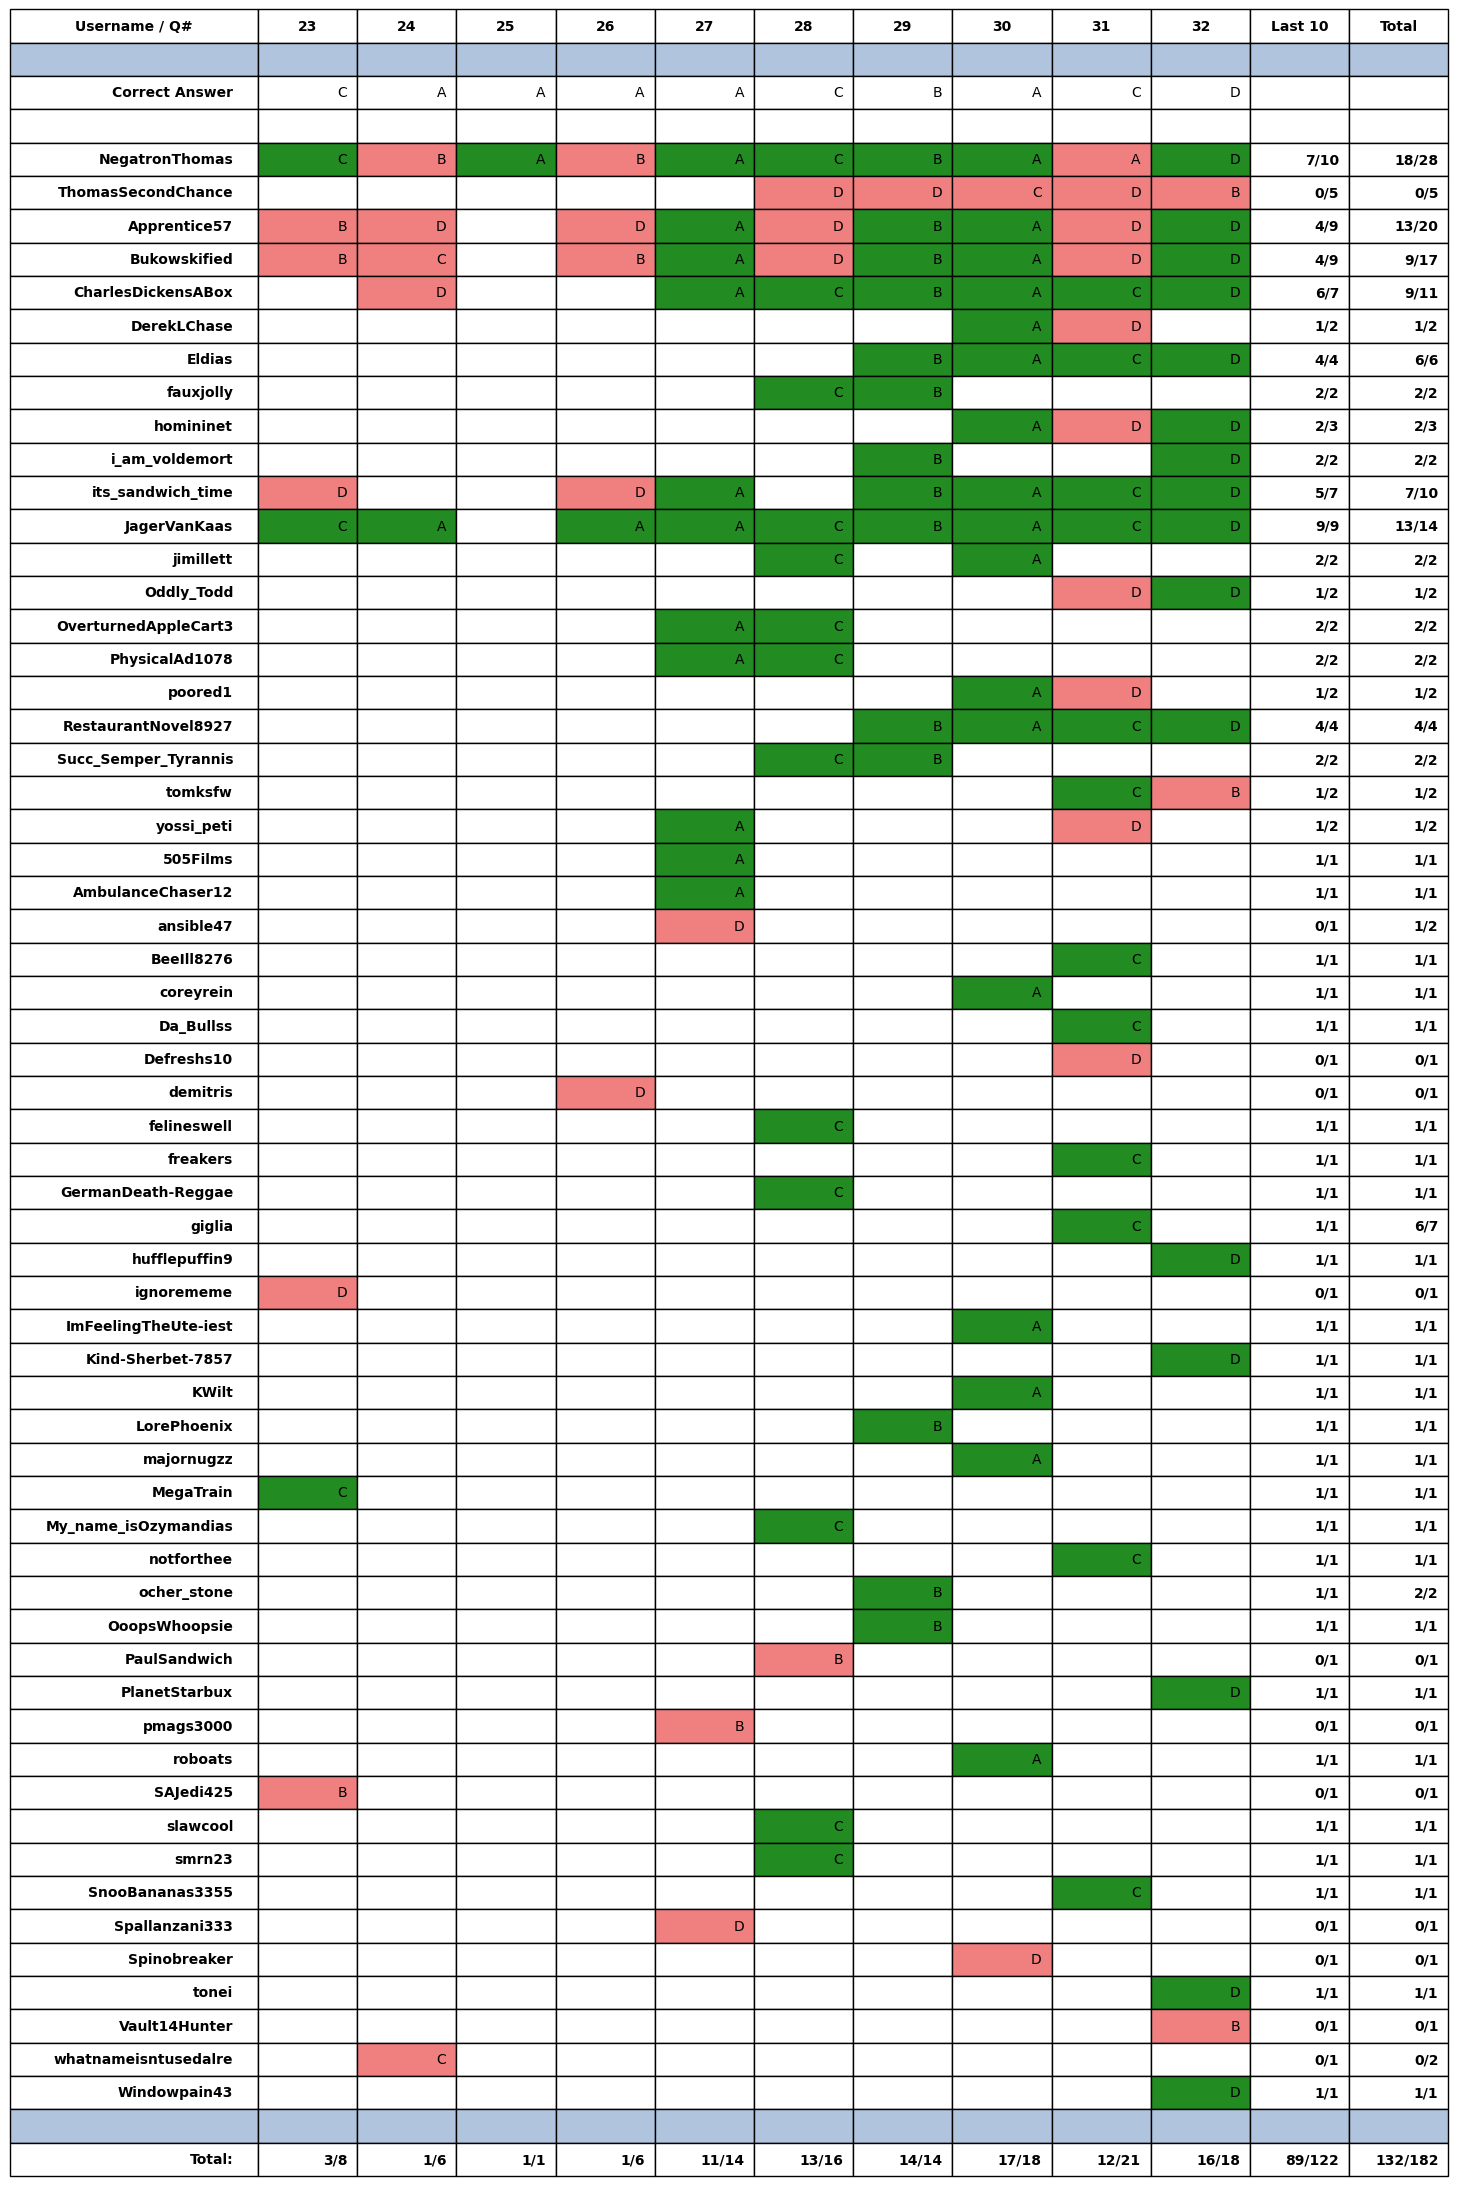 Username / Q# 23 24 25 26 27 28 29 30 31 32 Last 10 Total
Correct Answer C A A A A C B A C D
NegatronThomas C B A B A C B A A D 7/10 18/28
ThomasSecondChance D D C D B 0/5 0/5
Apprentice57 B D D A D B A D D 4/9 13/20
Bukowskified B C B A D B A D D 4/9 9/17
CharlesDickensABox D A C B A C D 6/7 9/11
DerekLChase A D 1/2 1/2
Eldias B A C D 4/4 6/6
fauxjolly C B 2/2 2/2
homininet A D D 2/3 2/3
i_am_voldemort B D 2/2 2/2
its_sandwich_time D D A B A C D 5/7 7/10
JagerVanKaas C A A A C B A C D 9/9 13/14
jimillett C A 2/2 2/2
Oddly_Todd D D 1/2 1/2
OverturnedAppleCart3 A C 2/2 2/2
PhysicalAd1078 A C 2/2 2/2
poored1 A D 1/2 1/2
RestaurantNovel8927 B A C D 4/4 4/4
Succ_Semper_Tyrannis C B 2/2 2/2
tomksfw C B 1/2 1/2
yossi_peti A D 1/2 1/2
505Films A 1/1 1/1
AmbulanceChaser12 A 1/1 1/1
ansible47 D 0/1 1/2
BeeIll8276 C 1/1 1/1
coreyrein A 1/1 1/1
Da_Bullss C 1/1 1/1
Defreshs10 D 0/1 0/1
demitris D 0/1 0/1
felineswell C 1/1 1/1
freakers C 1/1 1/1
GermanDeath-Reggae C 1/1 1/1
giglia C 1/1 6/7
hufflepuffin9 D 1/1 1/1
ignorememe D 0/1 0/1
ImFeelingTheUte-iest A 1/1 1/1
Kind-Sherbet-7857 D 1/1 1/1
KWilt A 1/1 1/1
LorePhoenix B 1/1 1/1
majornugzz A 1/1 1/1
MegaTrain C 1/1 1/1
My_name_isOzymandias C 1/1 1/1
notforthee C 1/1 1/1
ocher_stone B 1/1 2/2
OoopsWhoopsie B 1/1 1/1
PaulSandwich B 0/1 0/1
PlanetStarbux D 1/1 1/1
pmags3000 B 0/1 0/1
roboats A 1/1 1/1
SAJedi425 B 0/1 0/1
slawcool C 1/1 1/1
smrn23 C 1/1 1/1
SnooBananas3355 C 1/1 1/1
Spallanzani333 D 0/1 0/1
Spinobreaker D 0/1 0/1
tonei D 1/1 1/1
Vault14Hunter B 0/1 0/1
whatnameisntusedalre C 0/1 0/2
Windowpain43 D 1/1 1/1
Total: 3/8 1/6 1/1 1/6 11/14 13/16 14/14 17/18 12/21 16/18 89/122 132/182